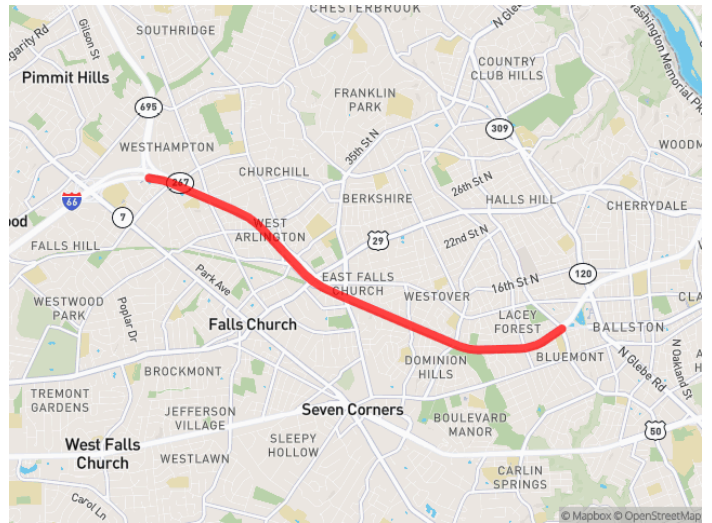 CHESTERBROOK
SOUTHRIDGE
Gilson St
Pimmit Hills
COUNTRY
CLUB HILLS
FRANKLIN
PARK
Washington Memorial Pkwy
695
309
35th St N
WESTHAMPTON
WOODM
CHURCHILL
26th St N
267
BERKSHIRE
HALLS HILL
CHERRYDALE
66
7
29
22nd St N
WEST
ARLINGTON
FALLS HILL
Park Ave
EAST FALLS
CHURCH
16th St N
120
WESTWOOD
PARK
Poplar Dr
WESTOVER
LACEY
FOREST
BALLSTON
CLA
Falls Church
BLUEMONT
DOMINION
HILLS
N Glebe Rd
N Oakland St
BROCKMONT
TREMONT
GARDENS
JEFFERSON
VILLAGE
Seven Corners
BOULEVARD
MANOR
50
West Falls
Church
SLEEPY
HOLLOW
WESTLAWN
CARLIN
SPRINGS
Carol Ln
© Mapbox © OpenStreetMap